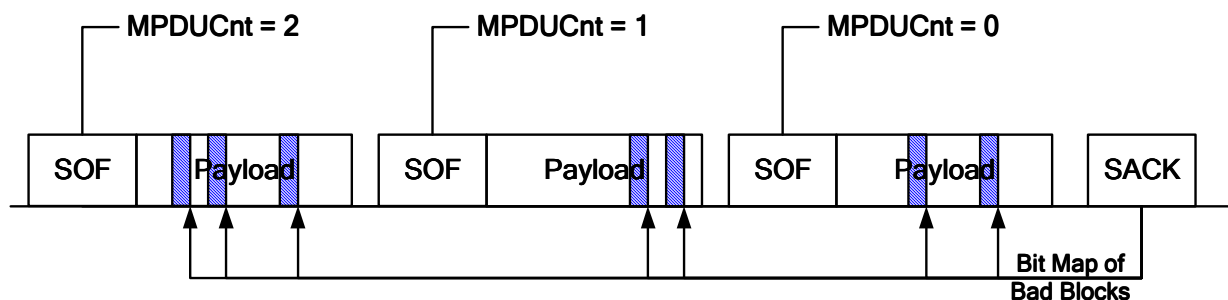 MPDUCnt = 2
MPDUCnt = 1
MPDUCnt = 0
SOF
Payload
SOF
Payload
SOF
Payload
SACK
Bit Map of
Bad Blocks